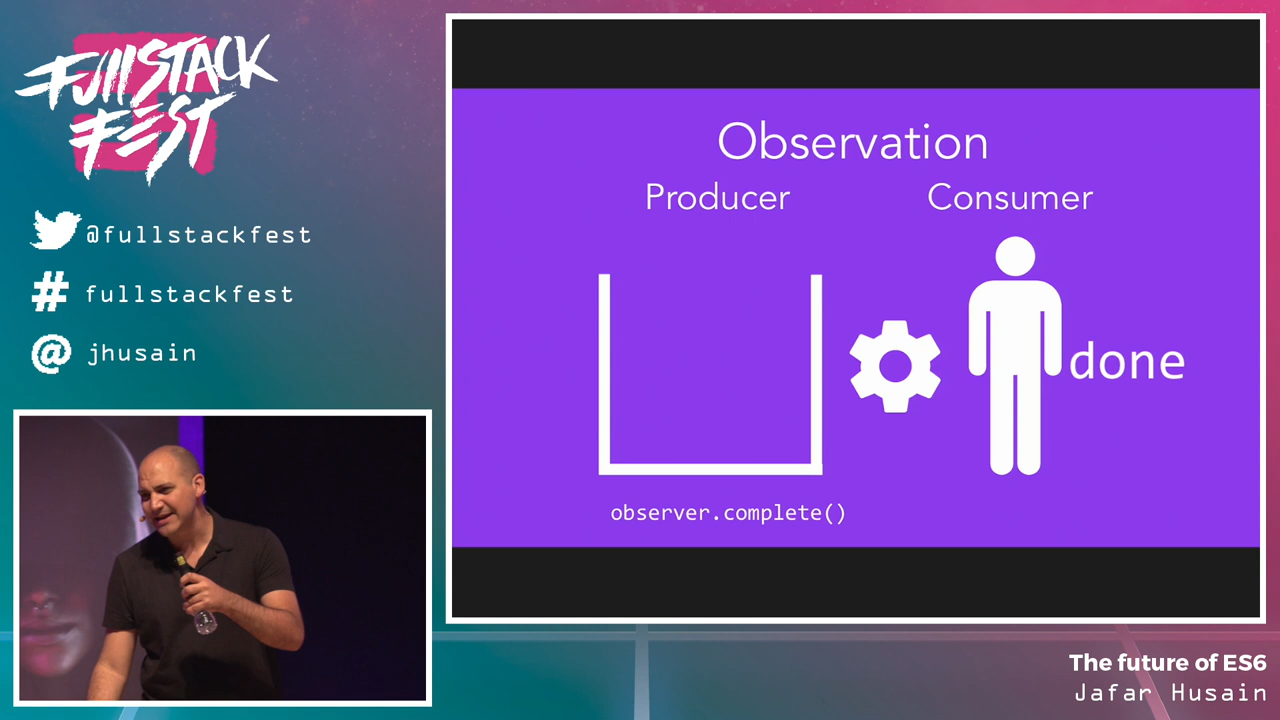 FullSTACK
FEST
@fullstackfest
# fullstackfest
@ jhusain
Observation
Producer
Consumer
done
observer.complete()
The future of ES6
Jafar Husain